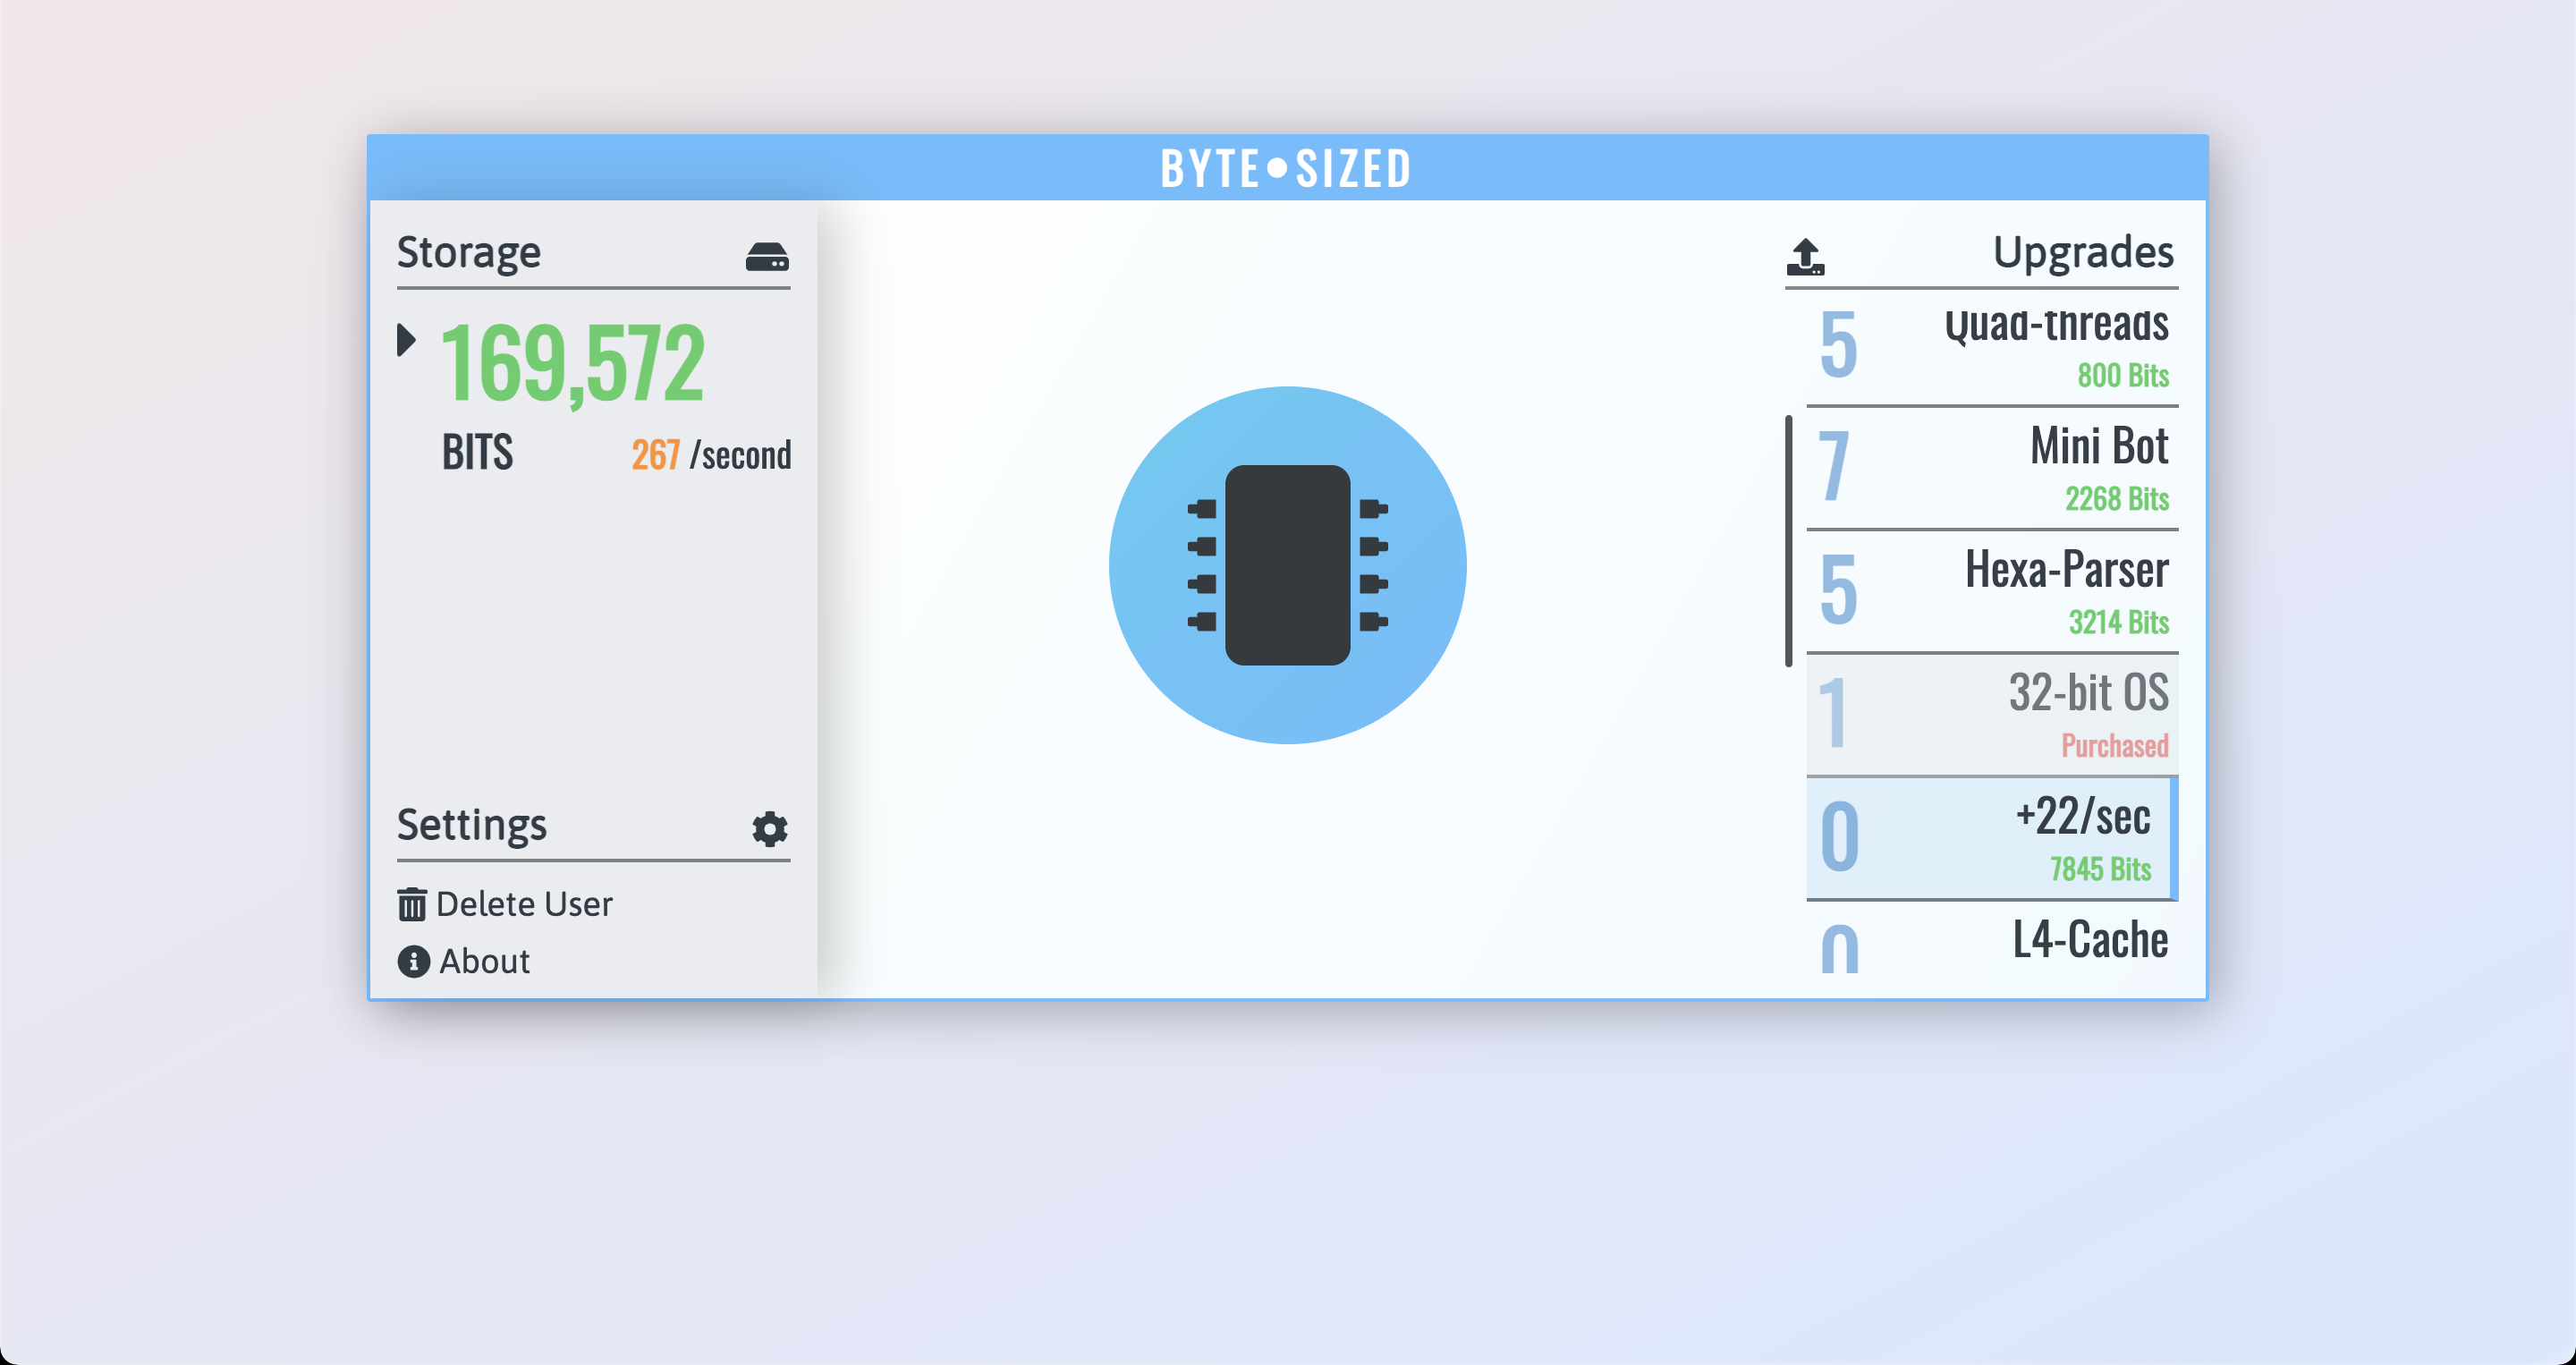 BYTE●SIZED
Storage
169,572
BITS 267 /second
Settings
Delete User
About
Upgrades
5 Quad-threads
800 Bits
7 Mini Bot
2268 Bits
5 Hexa-Parser
3214 Bits
1 32-bit OS
Purchased
0 +22/sec
7845 Bits
0 L4-Cache